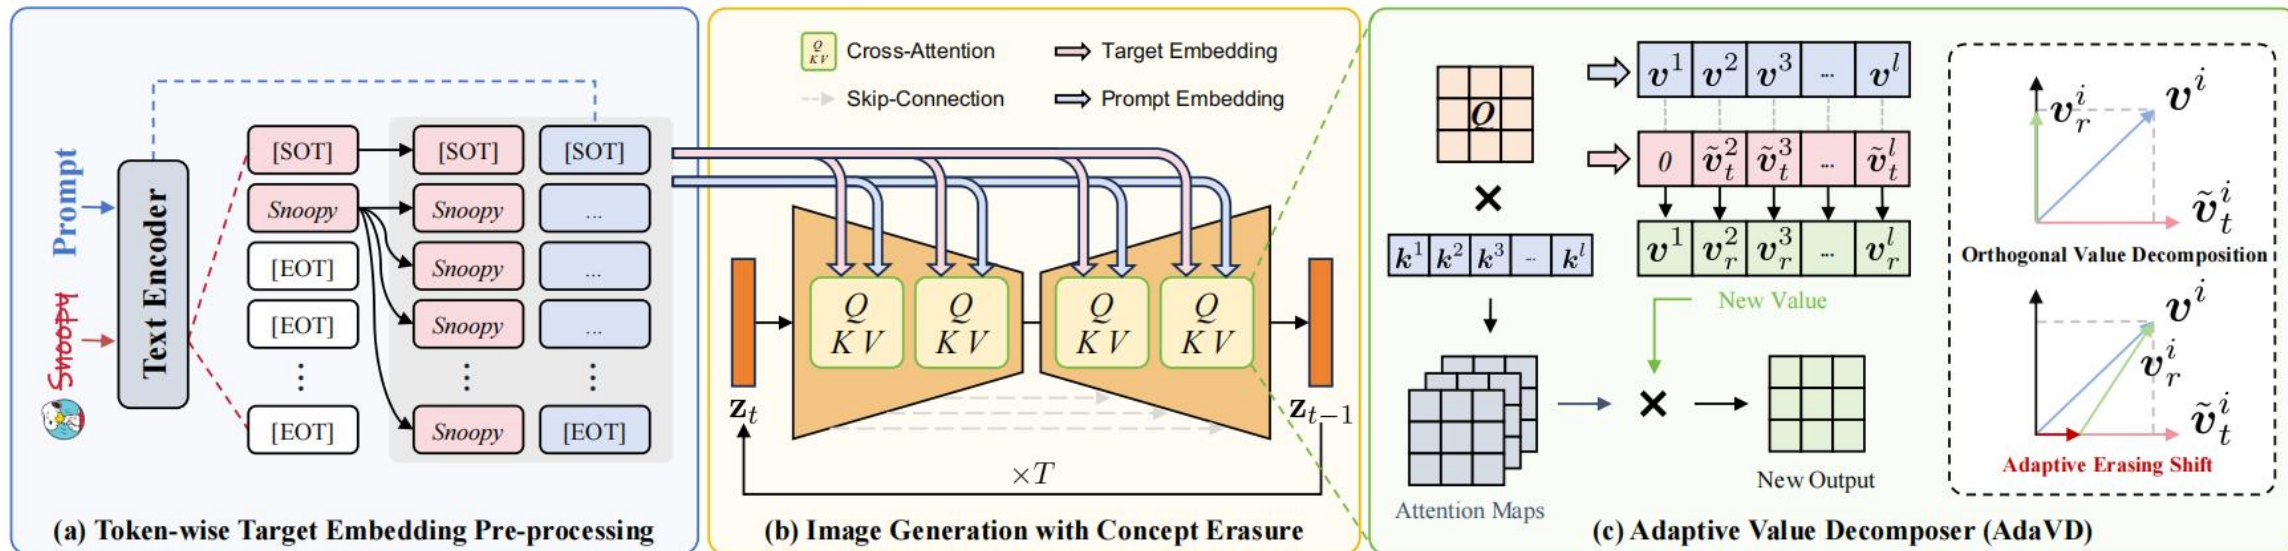 Prompt
Snoopy
Text Encoder
[SOT]
Snoopy
[EOT]
[EOT]
⋮
[EOT]
[SOT]
Snoopy
Snoopy
Snoopy
⋮
Snoopy
[SOT]
...
...
...
⋮
[EOT]
(a) Token-wise Target Embedding Pre-processing
Q
KV
Cross-Attention
Target Embedding
Skip-Connection
Prompt Embedding
Q
K V
Q
K V
Q
K V
Q
K V
z_t
z_{t−1}
×T
(b) Image Generation with Concept Erasure
Q
×
k^1 k^2 k^3 ... k^l
Attention Maps
v^1 v^2 v^3 ... v^l
0 ṽ_t^2 ṽ_t^3 ... ṽ_t^l
v^1 v_r^2 v_r^3 ... v_r^l
New Value
×
New Output
v_r^i
v^i
ṽ_t^i
Orthogonal Value Decomposition
v^i
v_r^i
ṽ_t^i
Adaptive Erasing Shift
(c) Adaptive Value Decomposer (AdaVD)